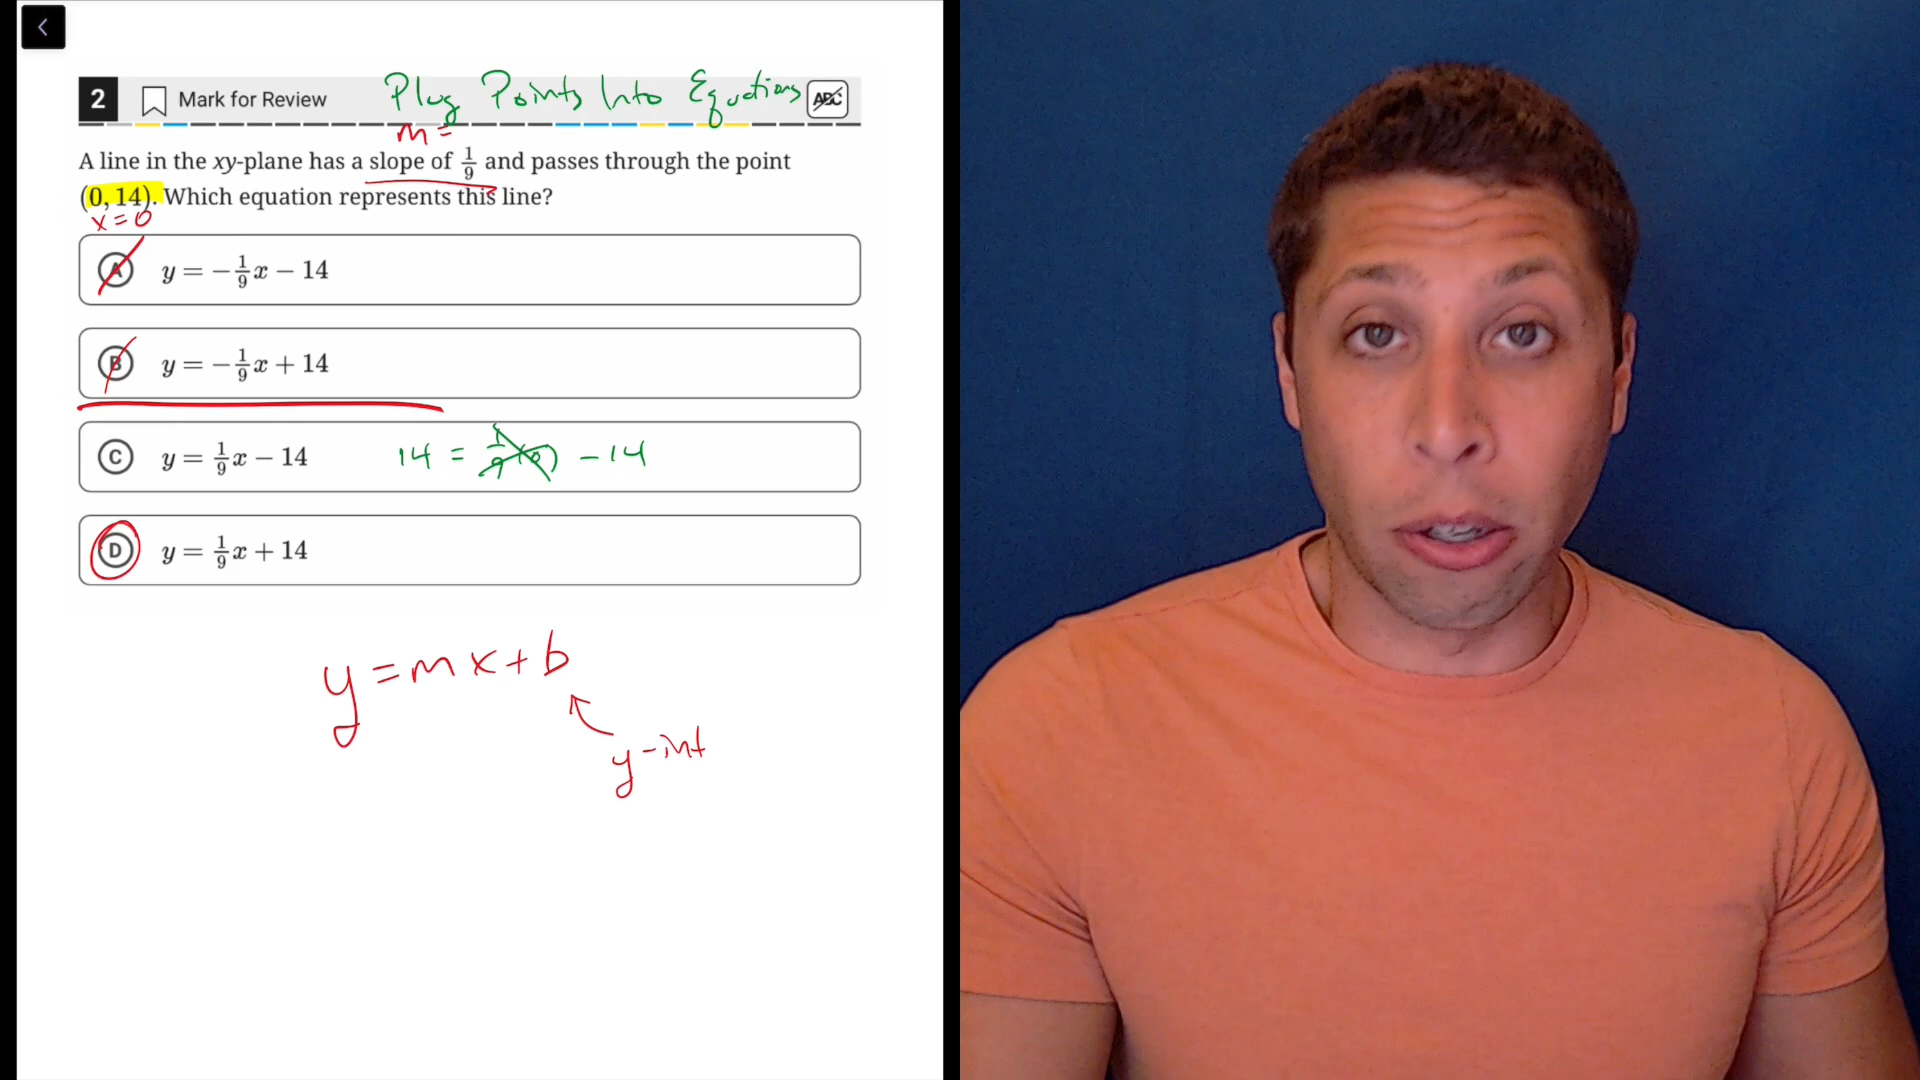 2 Mark for Review Plug Points Into Equations ABC
m =
A line in the xy-plane has a slope of 1/9 and passes through the point
(0, 14). Which equation represents this line?
x = 0
A y = −1/9x − 14
B y = −1/9x + 14
C y = 1/9x − 14 14 = 1/9(0) − 14
D y = 1/9x + 14
y = mx + b
y-int